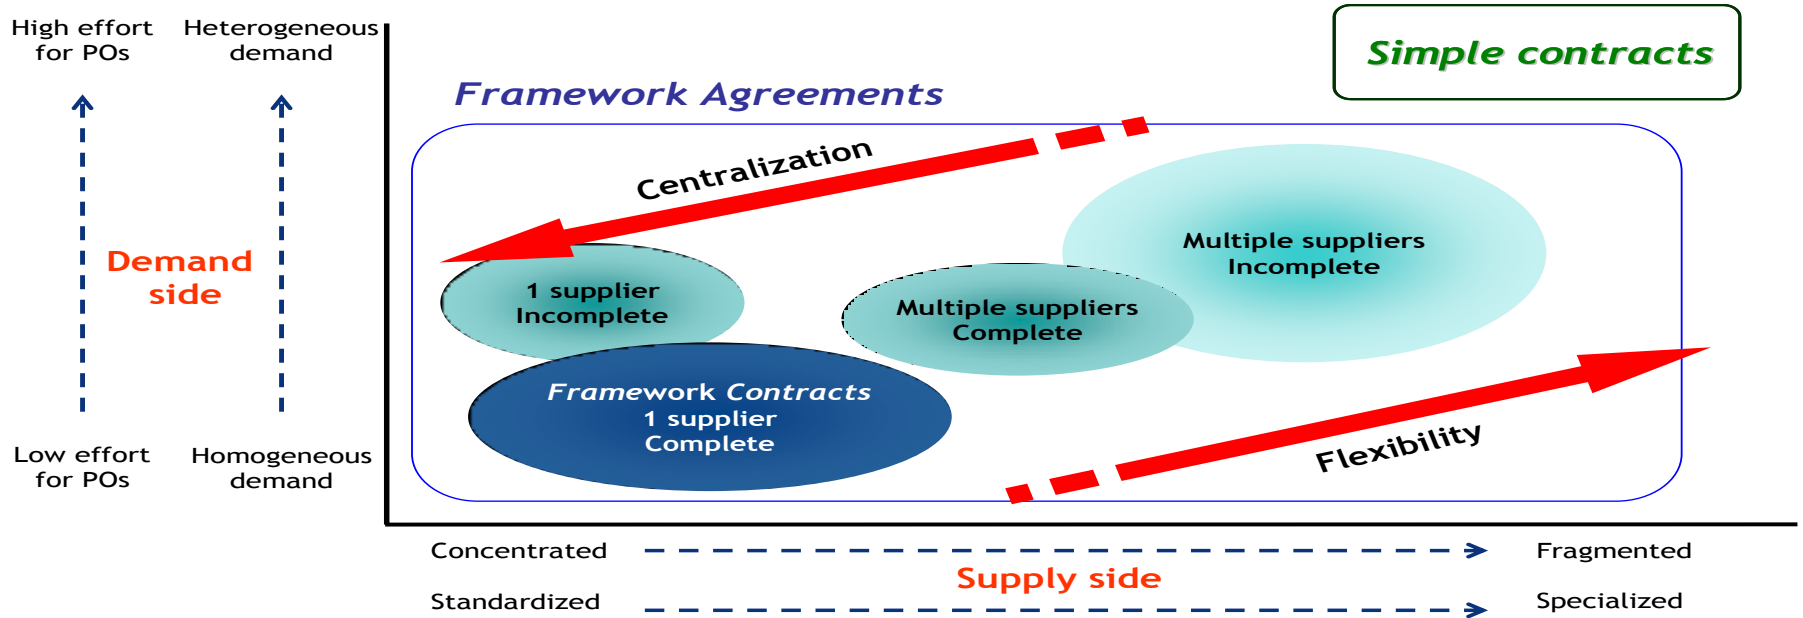 High effort
for POs
Heterogeneous
demand
Simple contracts
Framework Agreements
Centralization
Demand
side
Multiple suppliers
Incomplete
1 supplier
Incomplete
Multiple suppliers
Complete
Framework Contracts
1 supplier
Complete
Flexibility
Low effort
for POs
Homogeneous
demand
Concentrated
Fragmented
Supply side
Standardized
Specialized